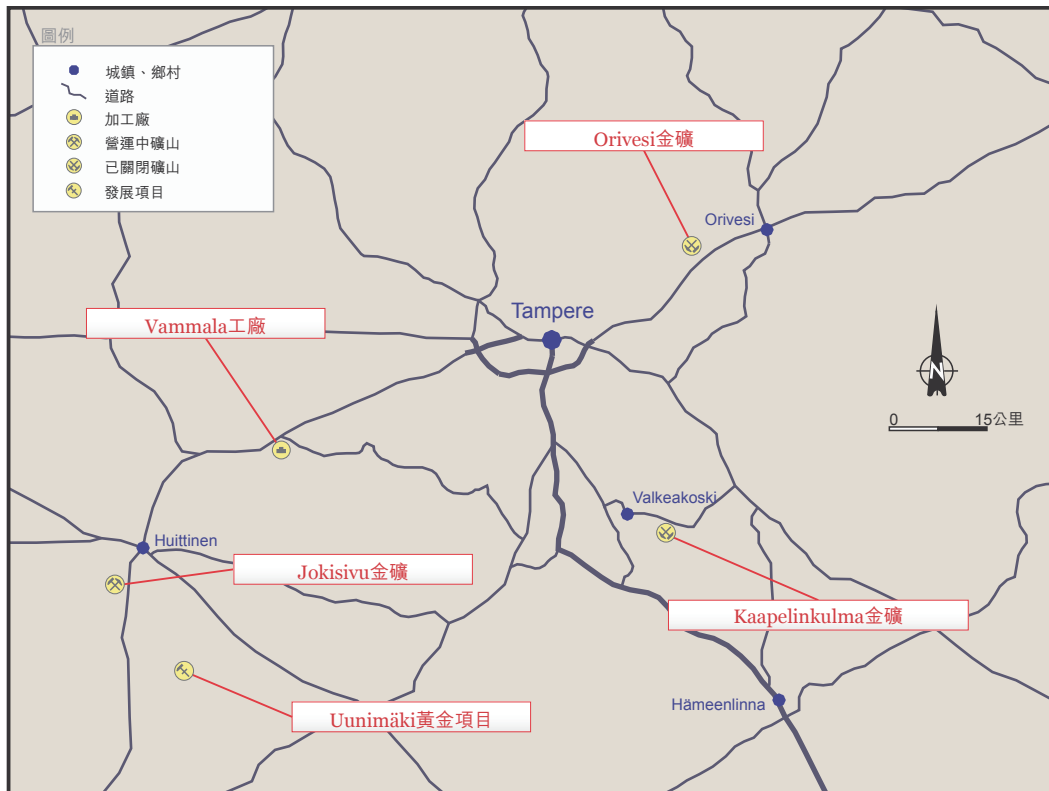 圖例
城鎮、鄉村
道路
加工廠
營運中礦山
已關閉礦山
發展項目
Orivesi金礦
Orivesi
Tampere
Vammala工廠
N
0 15公里
Valkeakoski
Huittinen
Jokisivu金礦
Kaapelinkulma金礦
Hämeenlinna
Uunimäki黃金項目